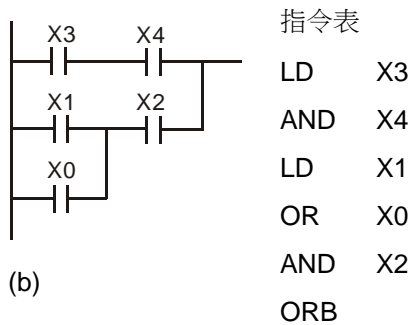 X3 X4
X1 X2
X0
(b)
指令表
LD X3
AND X4
LD X1
OR X0
AND X2
ORB